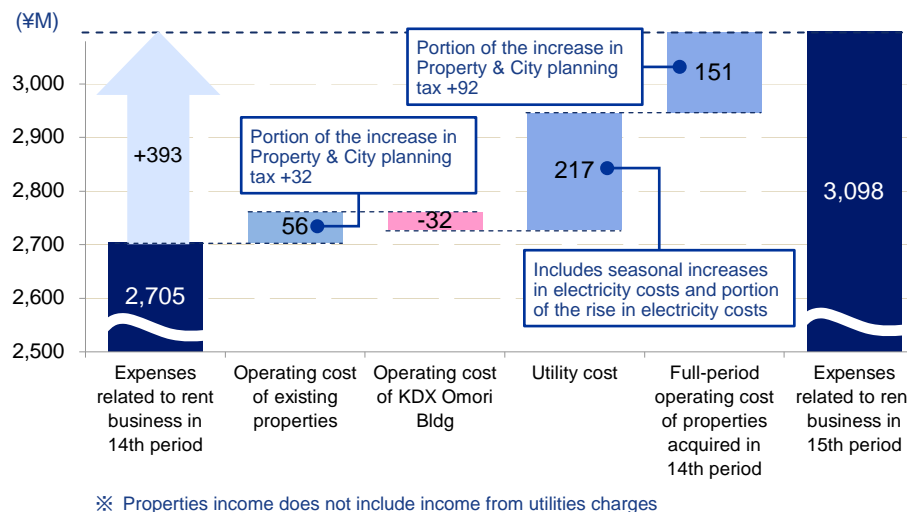 (¥M)
3,000
2,900
2,800
2,700
2,600
2,500
+393
2,705
Portion of the increase in
Property & City planning
tax +32
56
-32
Portion of the increase in
Property & City planning
tax +92
217
151
Includes seasonal increases
in electricity costs and portion
of the rise in electricity costs
3,098
Expenses
related to rent
business in
14th period
Operating cost
of existing
properties
Operating cost
of KDX Omori
Bldg
Utility cost
Full-period
operating cost
of properties
acquired in
14th period
Expenses
related to ren
business in
15th period
※ Properties income does not include income from utilities charges